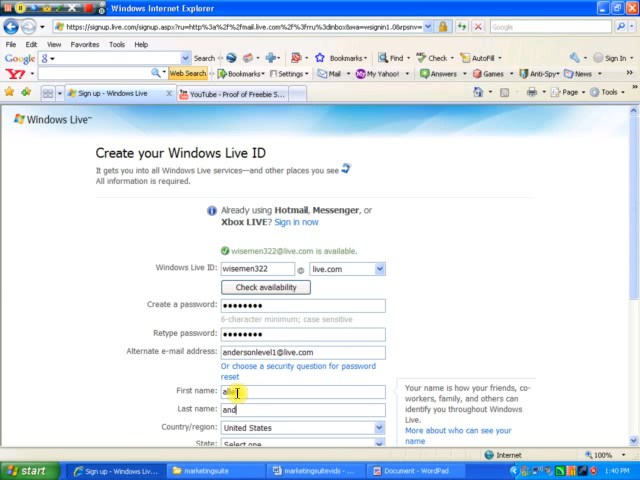 Windows Internet Explorer
https://signup.live.com/signup.aspx?ru=http%3a%2f%2fmail.live.com%2f%3frru%3dinbox&wa=wsignin1.0&rpsnv=
Google
File Edit View Favorites Tools Help
Google Search Bookmarks Find Check AutoFill Sign In
Y! Web Search Bookmarks Settings Mail My Yahoo! Answers Games Anti-Spy News
Sign up - Windows Live YouTube - Proof of Freebie S... Page Tools
Windows Live™
Create your Windows Live ID
It gets you into all Windows Live services—and other places you see
All information is required.
Already using Hotmail, Messenger, or
Xbox LIVE? Sign in now
wisemen322@live.com is available.
Windows Live ID: wisemen322 @ live.com
Check availability
Create a password: ●●●●●●●●
6-character minimum; case sensitive
Retype password: ●●●●●●●●
Alternate e-mail address: andersonlevel1@live.com
Or choose a security question for password
reset
First name: alle
Last name: and
Country/region: United States
State: Select one
Your name is how your friends, co-
workers, family, and others can
identify you throughout Windows
Live.
More about who can see your
name
Internet 100%
start Sign up - Windows Liv... marketingsuite marketingsuitevids - ... Document - WordPad 1:40 PM